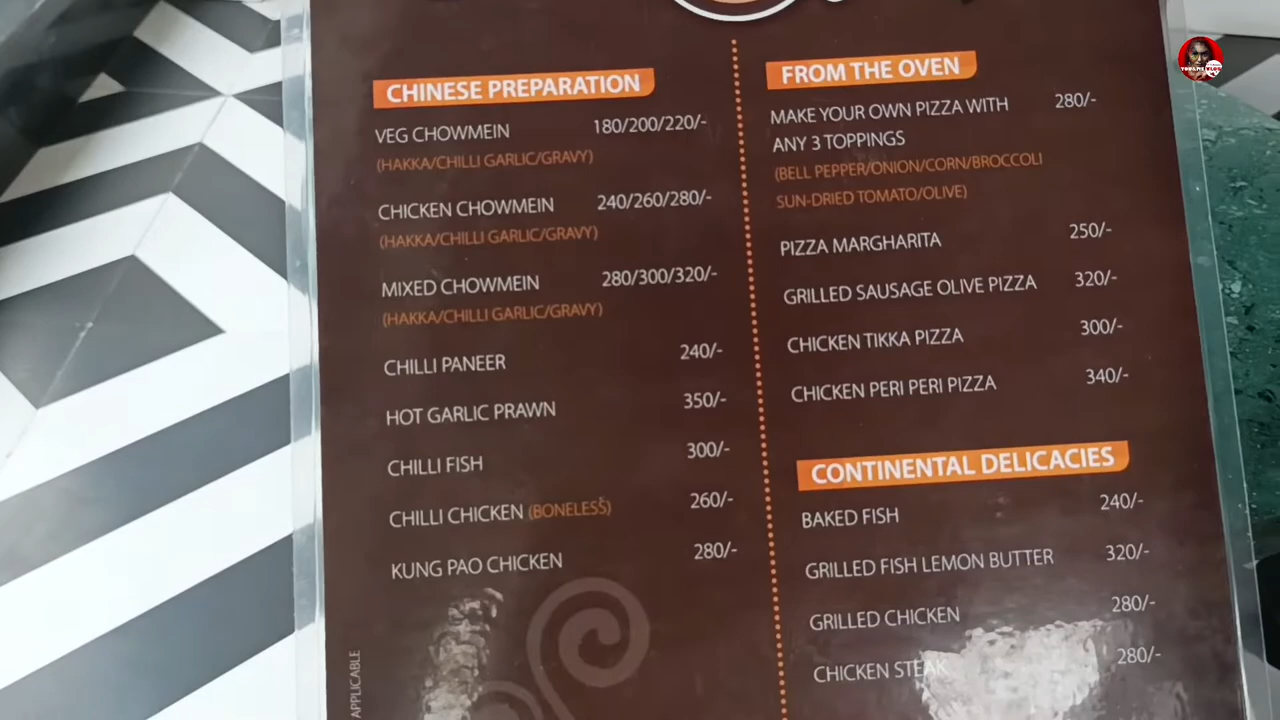 CHINESE PREPARATION
VEG CHOWMEIN 180/200/220/-
(HAKKA/CHILLI GARLIC/GRAVY)
CHICKEN CHOWMEIN 240/260/280/-
(HAKKA/CHILLI GARLIC/GRAVY)
MIXED CHOWMEIN 280/300/320/-
(HAKKA/CHILLI GARLIC/GRAVY)
CHILLI PANEER 240/-
HOT GARLIC PRAWN 350/-
CHILLI FISH 300/-
CHILLI CHICKEN (BONELESS) 260/-
KUNG PAO CHICKEN 280/-
APPLICABLE
FROM THE OVEN
MAKE YOUR OWN PIZZA WITH 280/-
ANY 3 TOPPINGS
(BELL PEPPER/ONION/CORN/BROCCOLI
SUN-DRIED TOMATO/OLIVE)
PIZZA MARGHARITA 250/-
GRILLED SAUSAGE OLIVE PIZZA 320/-
CHICKEN TIKKA PIZZA 300/-
CHICKEN PERI PERI PIZZA 340/-
CONTINENTAL DELICACIES
BAKED FISH 240/-
GRILLED FISH LEMON BUTTER 320/-
GRILLED CHICKEN 280/-
CHICKEN STEAK 280/-